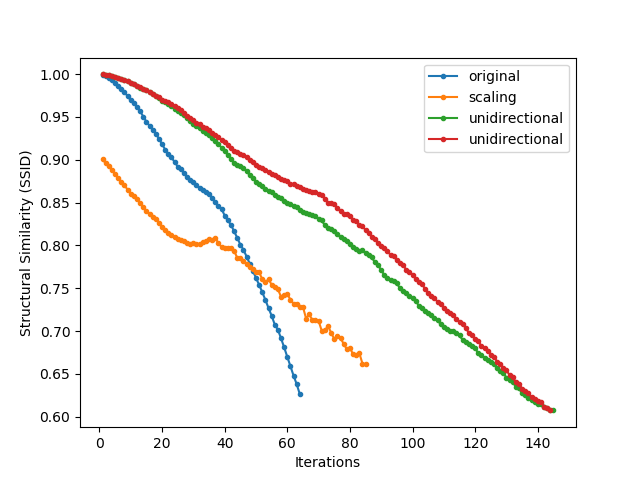 1.00
0.95
0.90
0.85
0.80
0.75
0.70
0.65
0.60
Structural Similarity (SSID)
original
scaling
unidirectional
unidirectional
0 20 40 60 80 100 120 140
Iterations